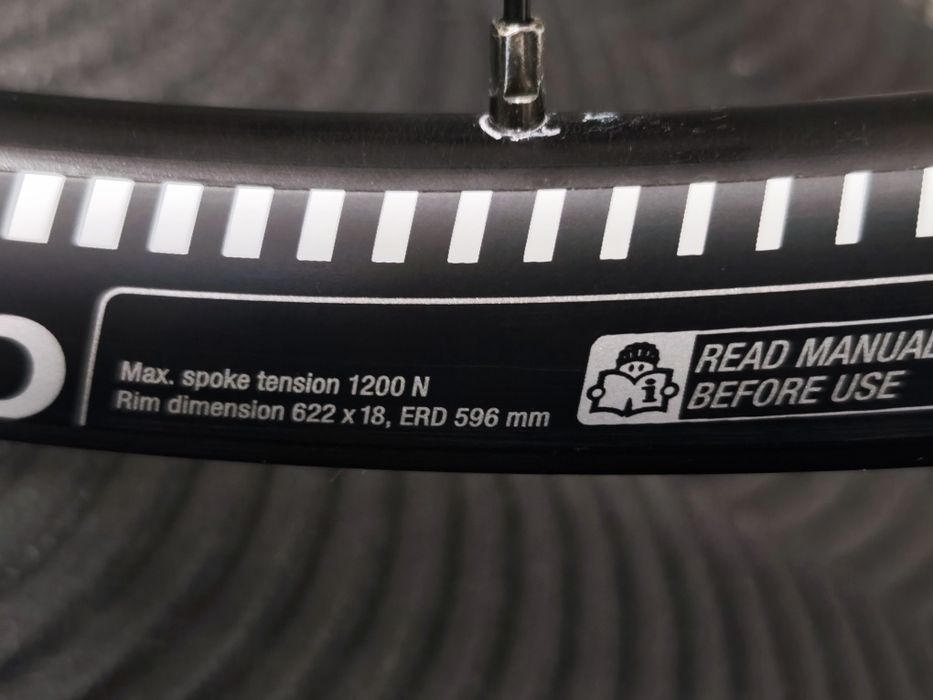 Max. spoke tension 1200 N
Rim dimension 622 x 18, ERD 596 mm
i
READ MANUAL
BEFORE USE